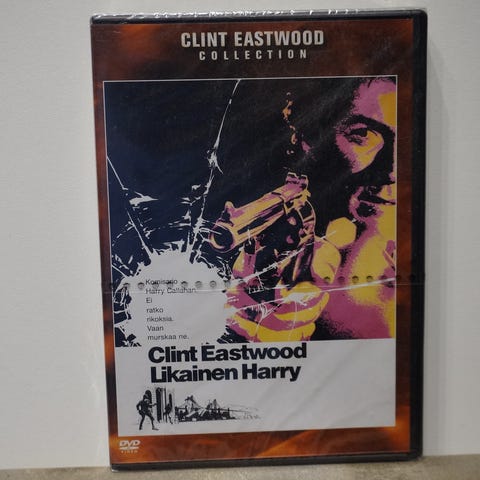 CLINT EASTWOOD
COLLECTION
Komisario
Harry Callahan.
Ei
ratko
rikoksia.
Vaan
murskaa ne.
Clint Eastwood
Likainen Harry
DVD
VIDEO